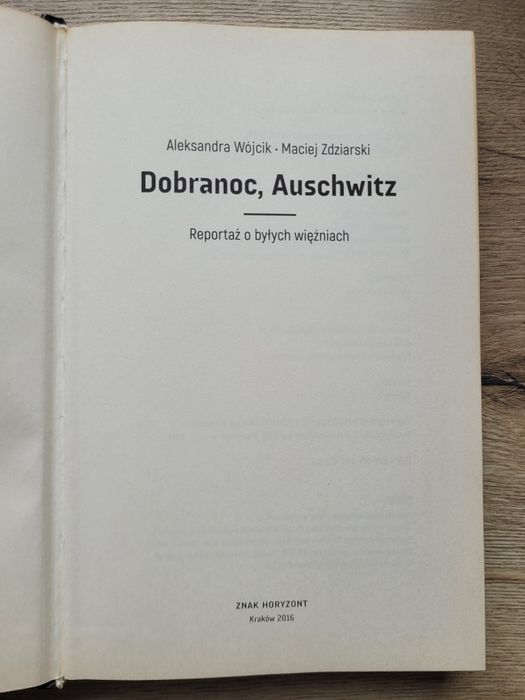 Aleksandra Wójcik · Maciej Zdziarski
Dobranoc, Auschwitz
Reportaż o byłych więźniach
ZNAK HORYZONT
Kraków 2016